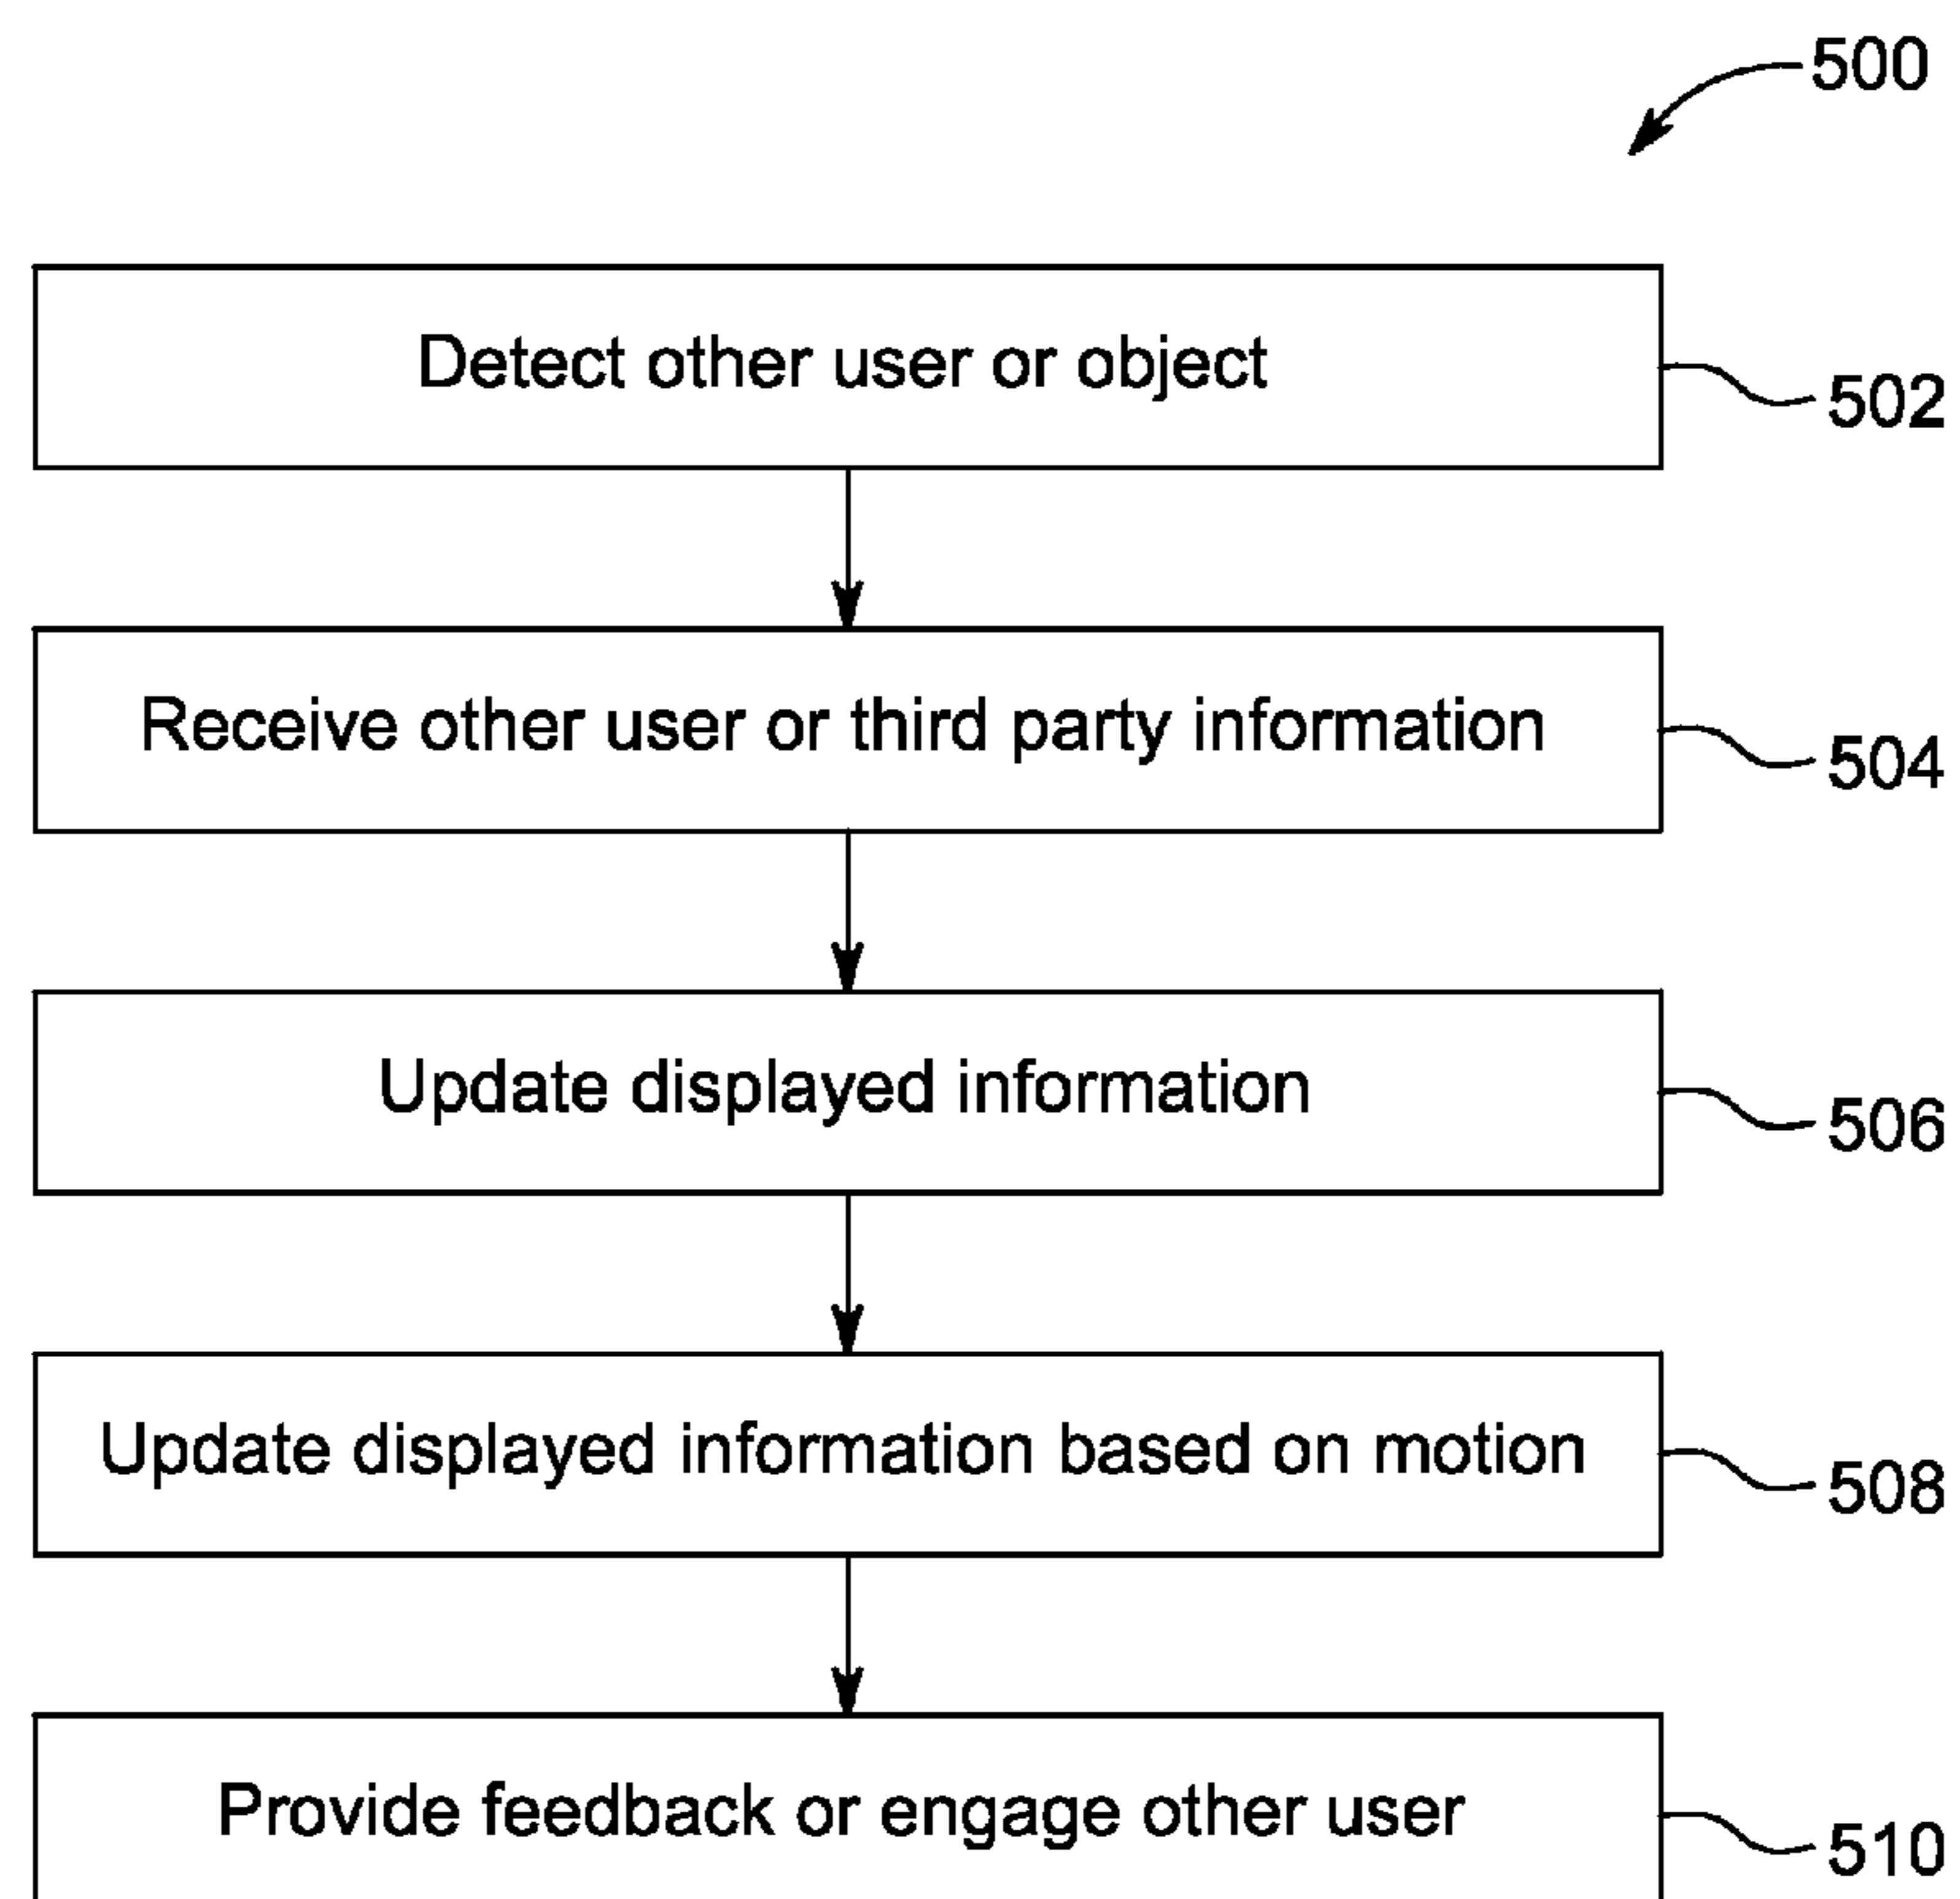 500
Detect other user or object
502
Receive other user or third party information
504
Update displayed information
506
Update displayed information based on motion
508
Provide feedback or engage other user
510